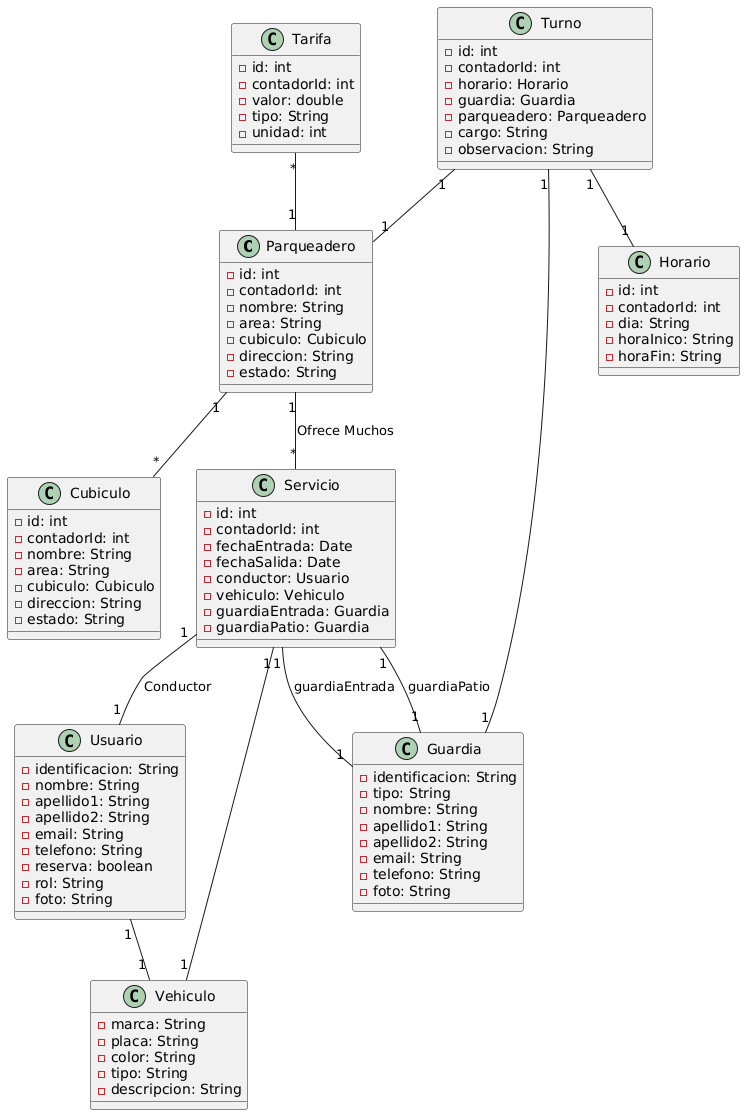 C Tarifa
id: int
contadorId: int
valor: double
tipo: String
unidad: int
C Turno
id: int
contadorId: int
horario: Horario
guardia: Guardia
parqueadero: Parqueadero
cargo: String
observacion: String
* 1
1 1
1 1
1 1
C Parqueadero
id: int
contadorId: int
nombre: String
area: String
cubiculo: Cubiculo
direccion: String
estado: String
C Horario
id: int
contadorId: int
dia: String
horaInico: String
horaFin: String
1 *
1 *
Ofrece Muchos
C Cubiculo
id: int
contadorId: int
nombre: String
area: String
cubiculo: Cubiculo
direccion: String
estado: String
C Servicio
id: int
contadorId: int
fechaEntrada: Date
fechaSalida: Date
conductor: Usuario
vehiculo: Vehiculo
guardiaEntrada: Guardia
guardiaPatio: Guardia
1 1
Conductor
1 1
guardiaEntrada
1 1
guardiaPatio
1 1
C Usuario
identificacion: String
nombre: String
apellido1: String
apellido2: String
email: String
telefono: String
reserva: boolean
rol: String
foto: String
C Guardia
identificacion: String
tipo: String
nombre: String
apellido1: String
apellido2: String
email: String
telefono: String
foto: String
1 1
C Vehiculo
marca: String
placa: String
color: String
tipo: String
descripcion: String